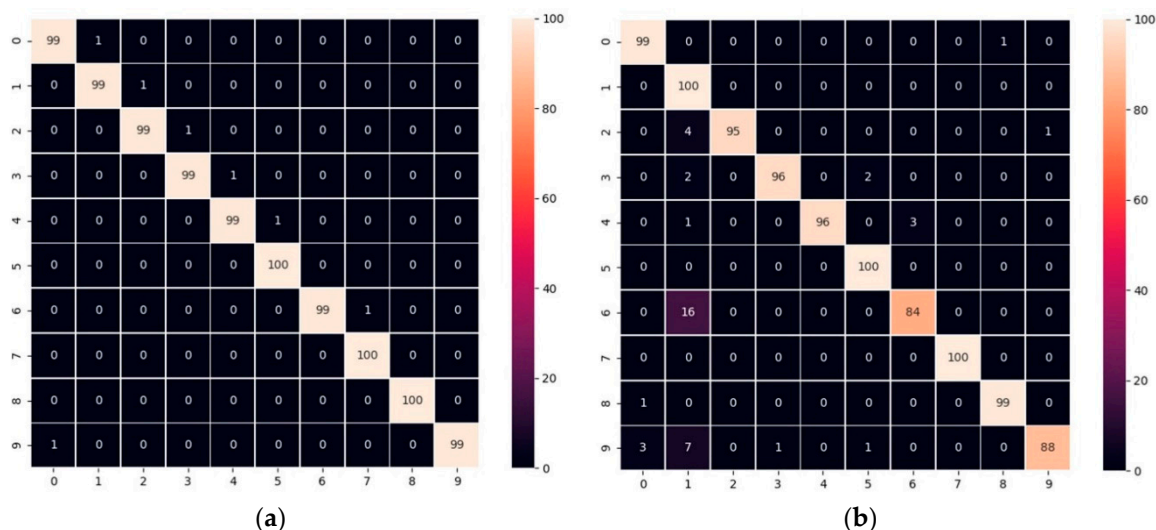 0 99 1 0 0 0 0 0 0 0 0
1 0 99 1 0 0 0 0 0 0 0
2 0 0 99 1 0 0 0 0 0 0
3 0 0 0 99 1 0 0 0 0 0
4 0 0 0 0 99 1 0 0 0 0
5 0 0 0 0 0 100 0 0 0 0
6 0 0 0 0 0 0 99 1 0 0
7 0 0 0 0 0 0 0 100 0 0
8 0 0 0 0 0 0 0 0 100 0
9 1 0 0 0 0 0 0 0 0 99
0 1 2 3 4 5 6 7 8 9
100
80
60
40
20
0
(a)
0 99 0 0 0 0 0 0 0 1 0
1 0 100 0 0 0 0 0 0 0 0
2 0 4 95 0 0 0 0 0 0 1
3 0 2 0 96 0 2 0 0 0 0
4 0 1 0 0 96 0 3 0 0 0
5 0 0 0 0 0 100 0 0 0 0
6 0 16 0 0 0 0 84 0 0 0
7 0 0 0 0 0 0 0 100 0 0
8 1 0 0 0 0 0 0 0 99 0
9 3 7 0 1 0 1 0 0 0 88
0 1 2 3 4 5 6 7 8 9
100
80
60
40
20
0
(b)